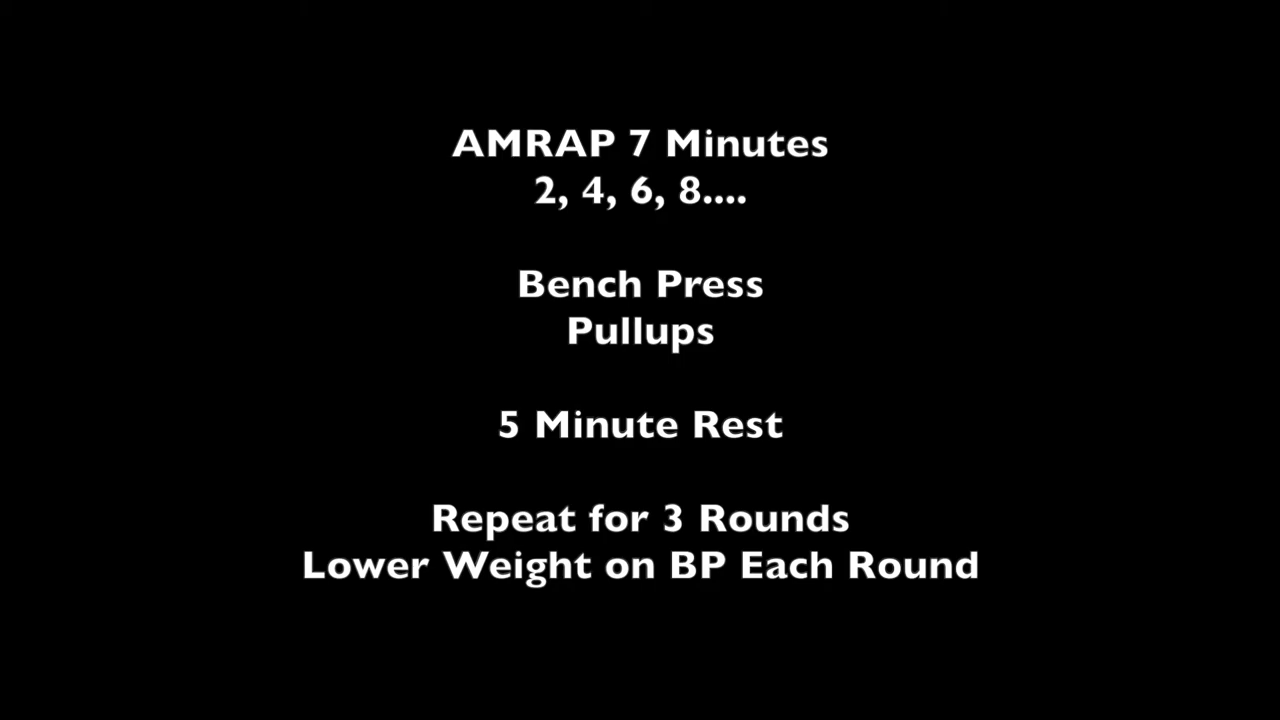 AMRAP 7 Minutes
2, 4, 6, 8....
Bench Press
Pullups
5 Minute Rest
Repeat for 3 Rounds
Lower Weight on BP Each Round